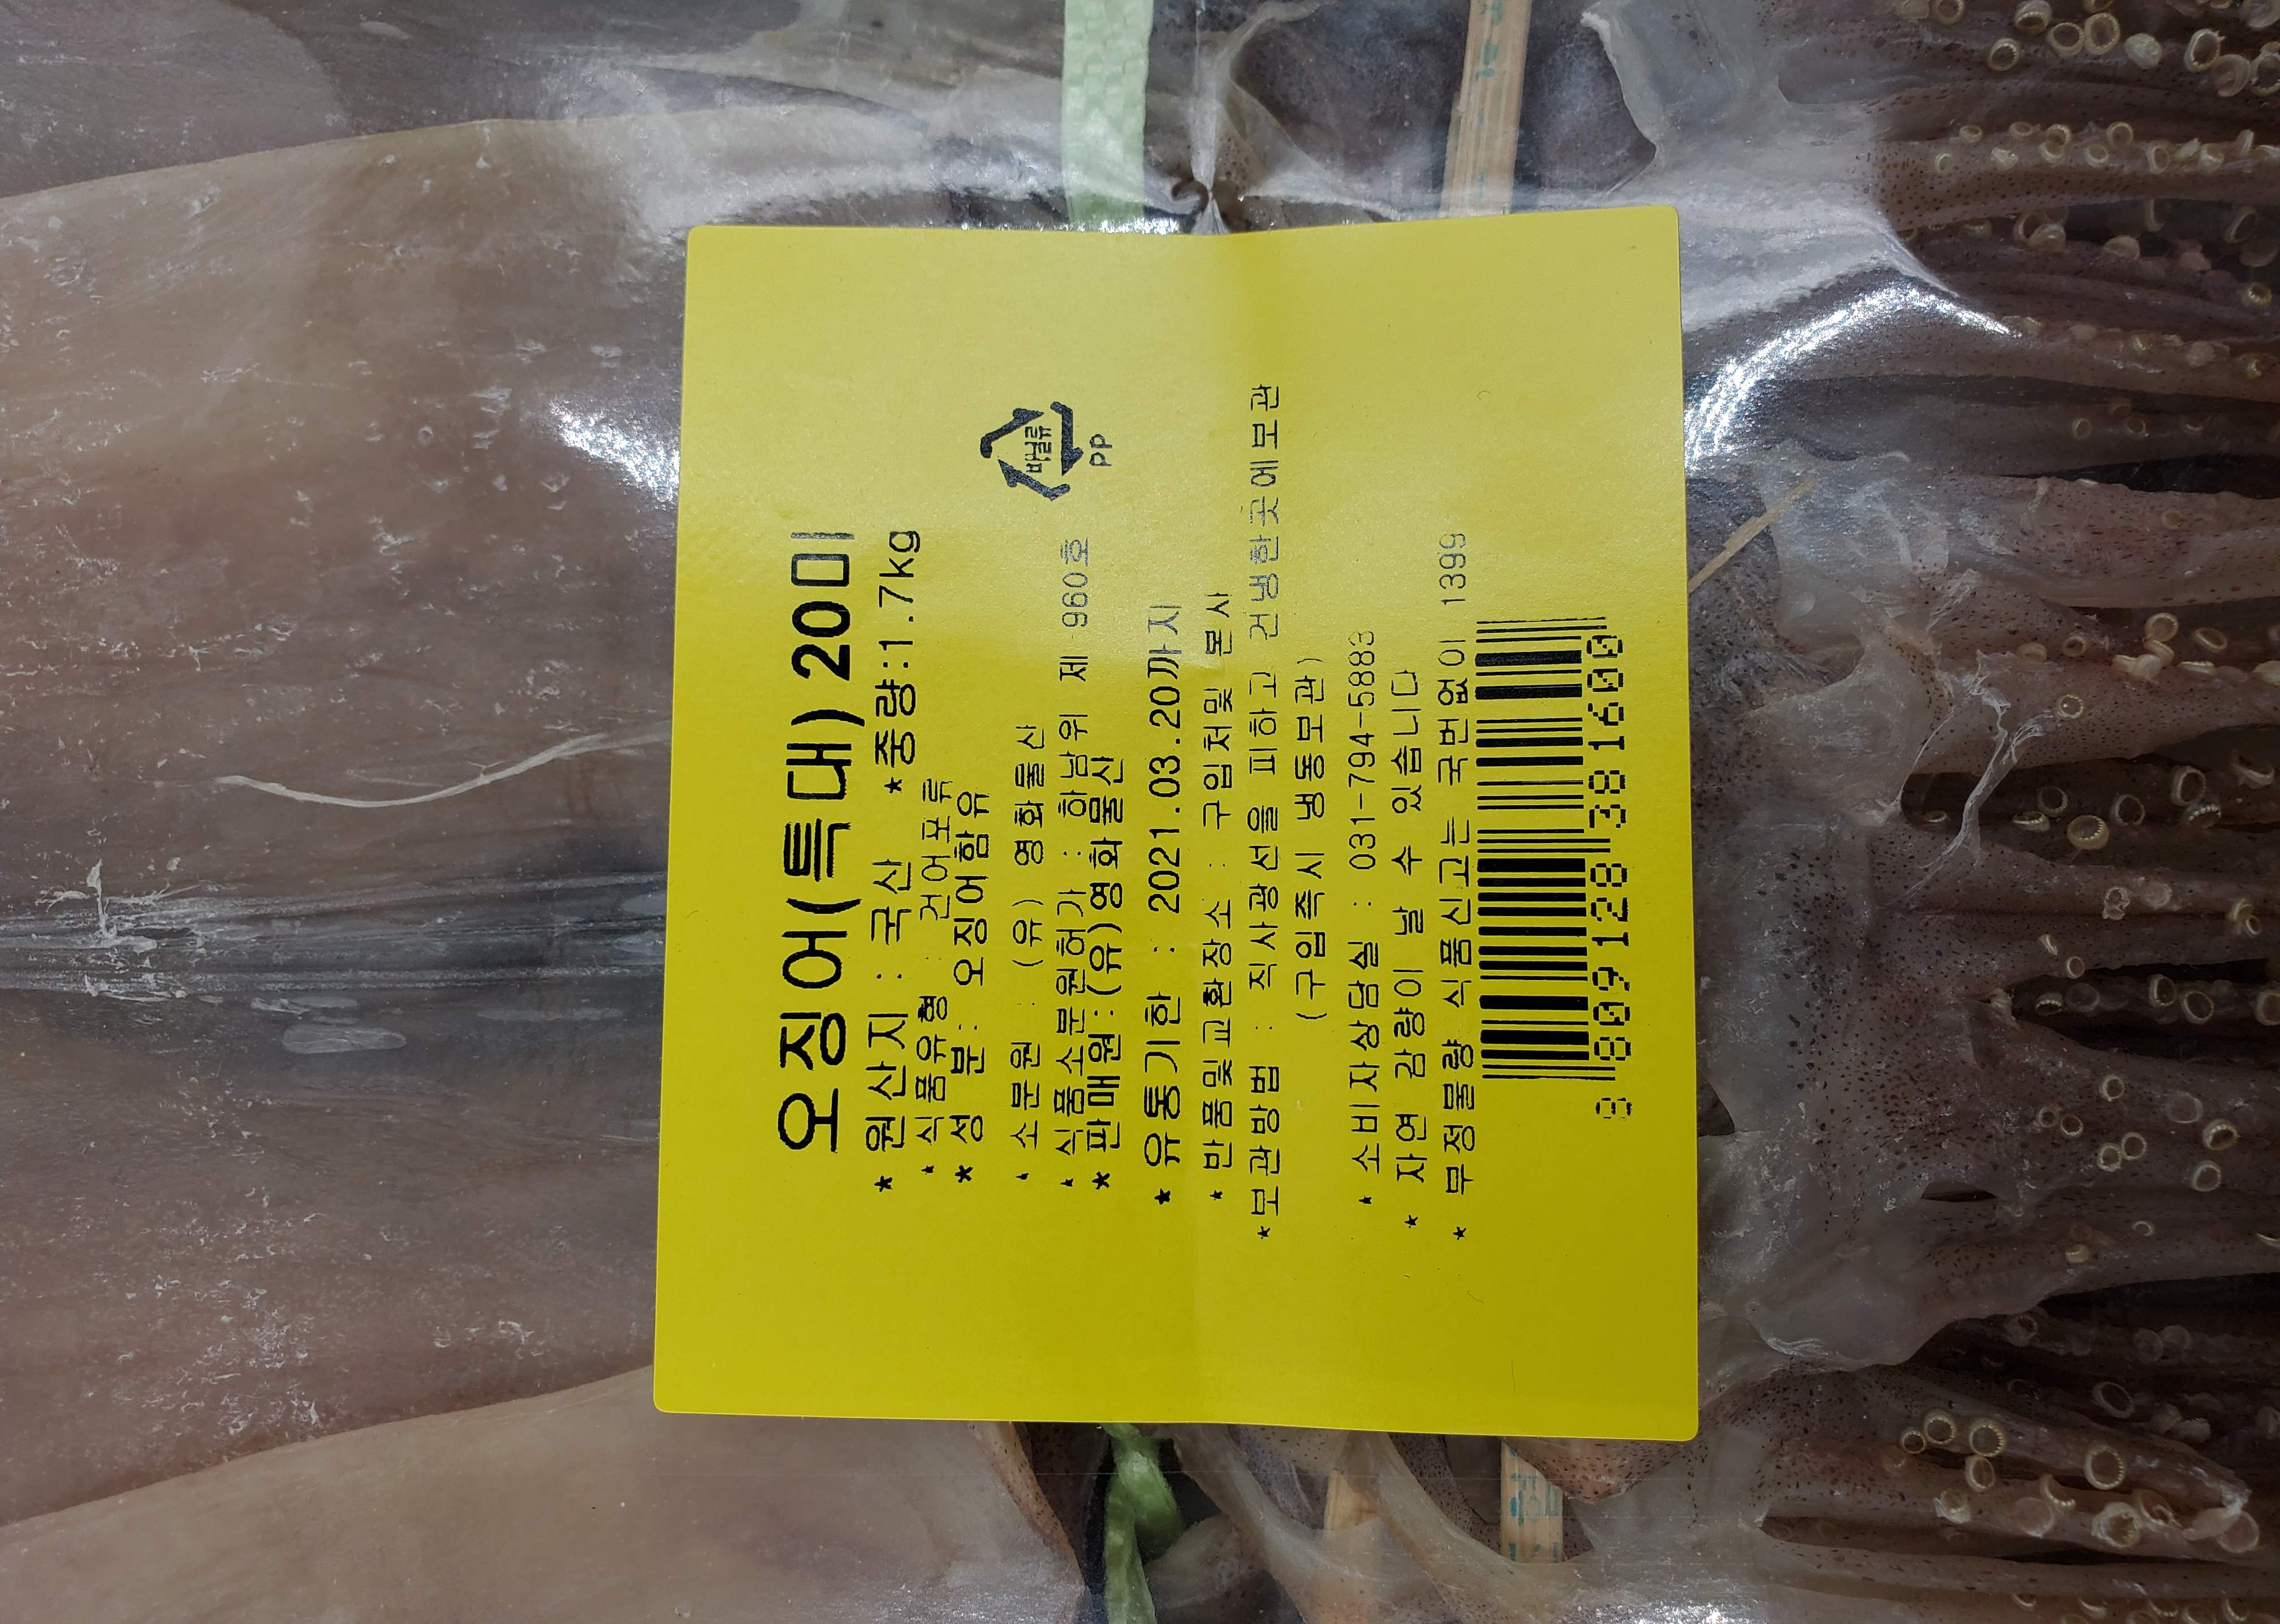 오징어(특대) 20미
* 원산지 : 국산 *중량:1.7kg
* 식품유형 : 건어포류
* 성 분: 오징어함유
비닐류
PP
* 소분원 : (유) 영화물산
* 식품소분원허가 : 하남위 제 960호
* 판매원:(유)영화물산
* 유통기한 : 2021.03.20까지
* 반품및교환장소 : 구입처및 본사
*보관방법 : 직사광선을 피하고 건냉한곳에보관
(구입즉시 냉동보관)
* 소비자상담실 : 031-794-5883
* 자연 감량이 날 수 있습니다
* 부정불량 식품신고는 국번없이 1399
8 809128 381600